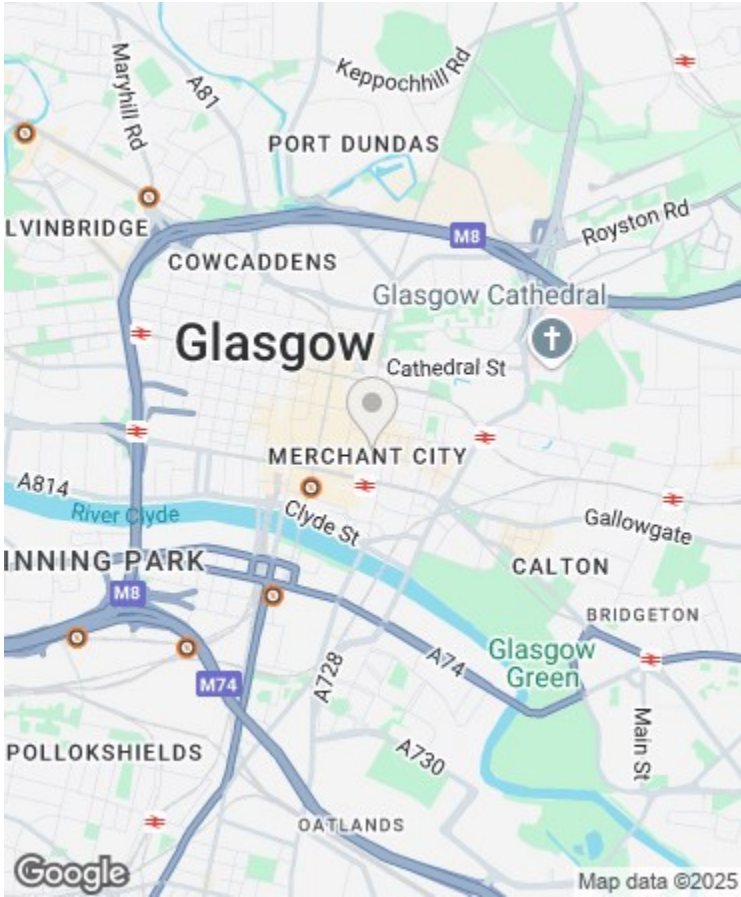 Maryhill Rd
A81
Keppochhill Rd
PORT DUNDAS
LVINBRIDGE
M8
Royston Rd
COWCADDENS
Glasgow Cathedral
Glasgow
Cathedral St
MERCHANT CITY
A814
River Clyde
Clyde St
Gallowgate
INNING PARK
CALTON
M8
BRIDGETON
Glasgow
Green
A74
A728
M74
Main St
POLLOKSHIELDS
A730
OATLANDS
Google
Map data ©2025